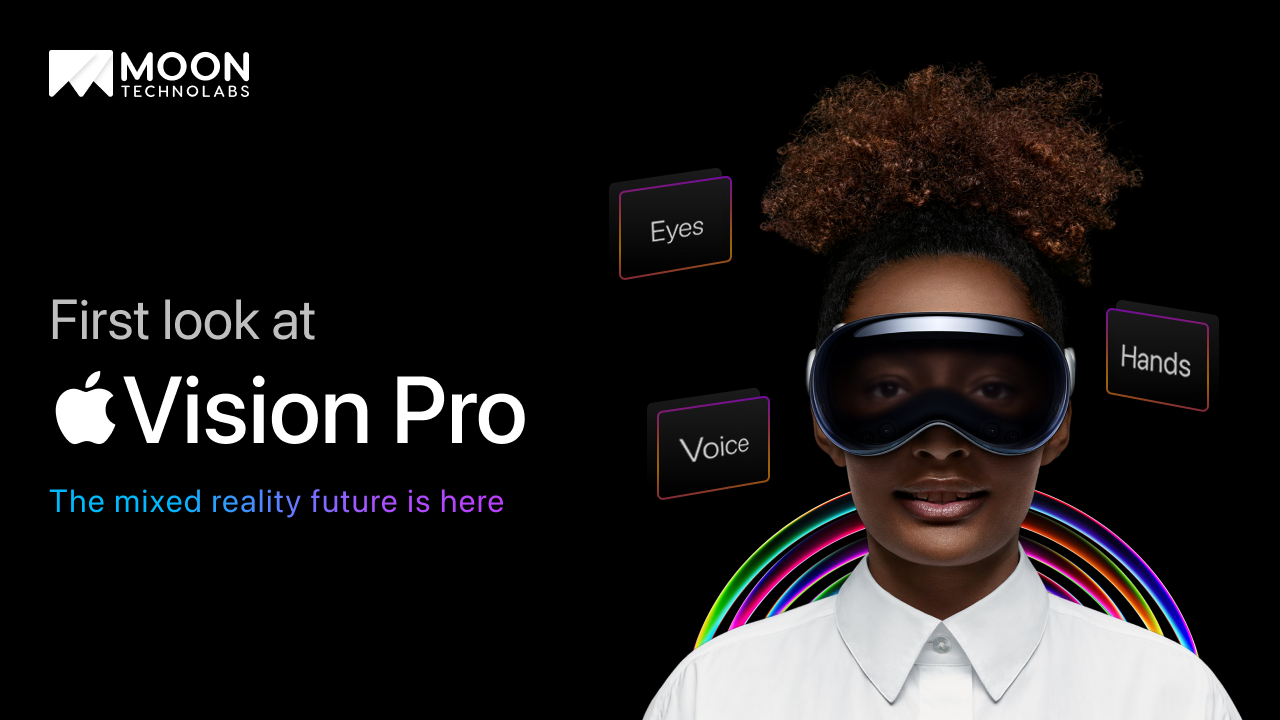 MOON
TECHNOLABS
Eyes
First look at
Hands
Vision Pro
Voice
The mixed reality future is here